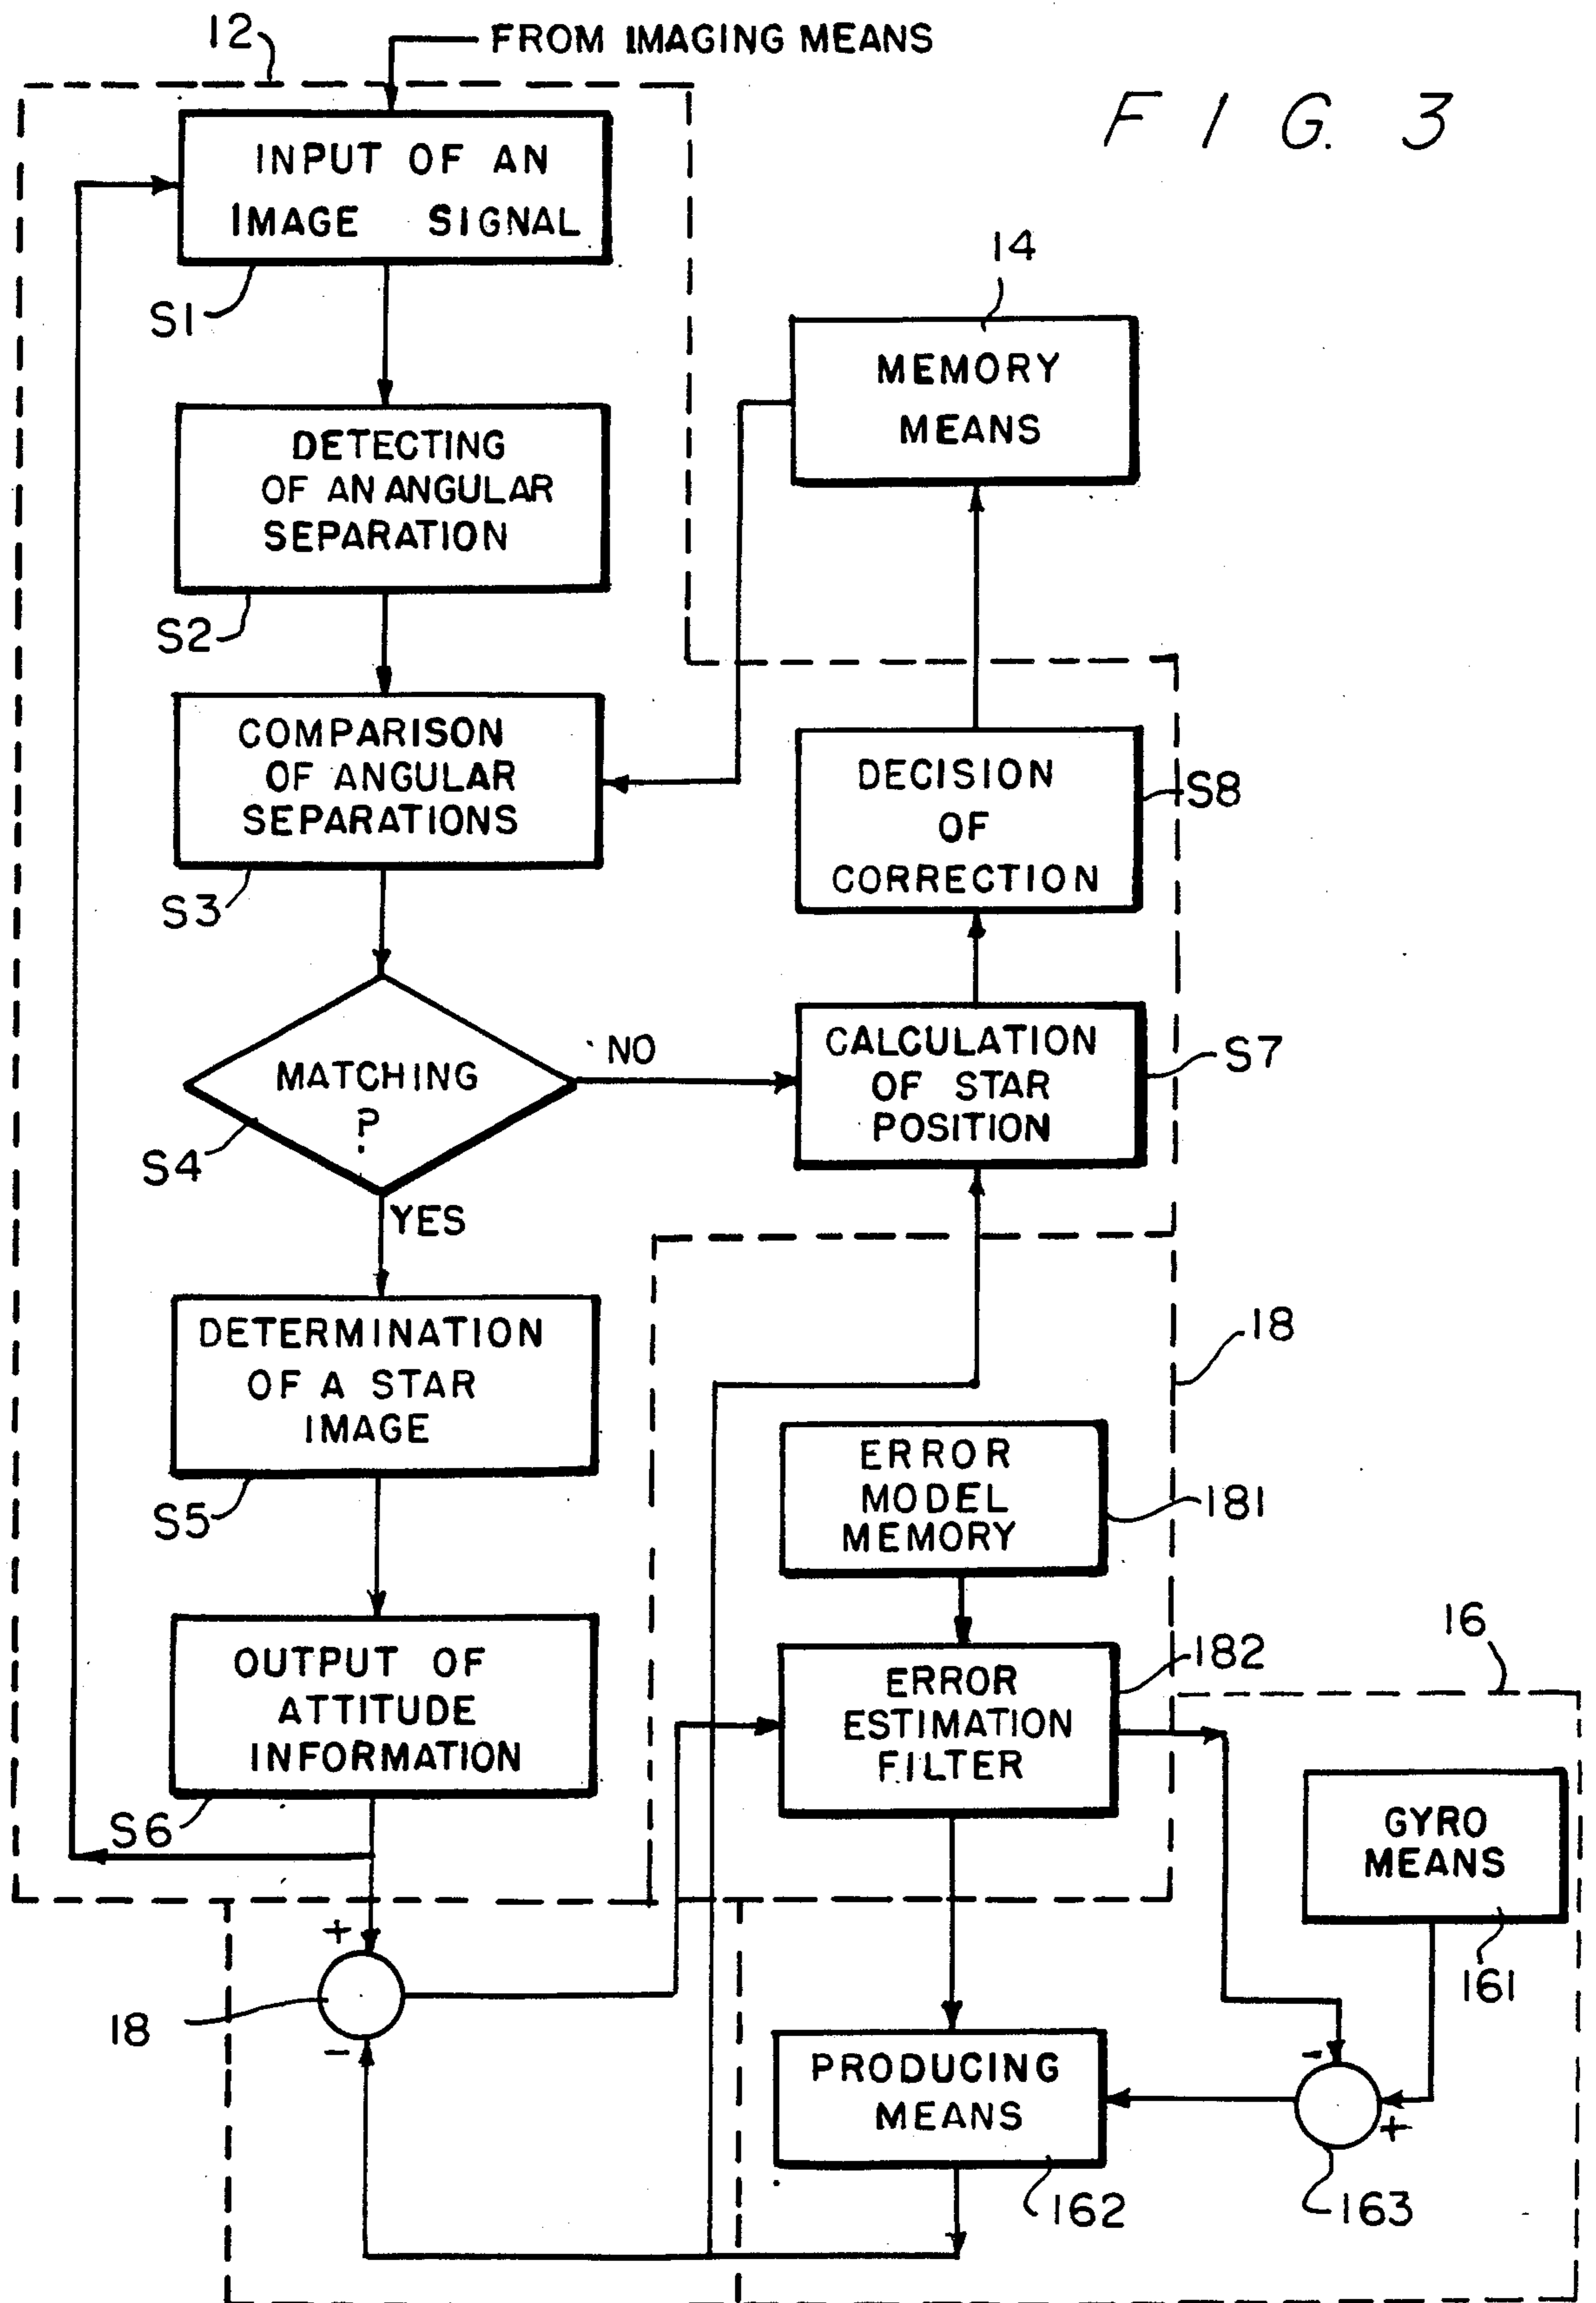 12
FROM IMAGING MEANS
FIG. 3
INPUT OF AN
IMAGE SIGNAL
S1
14
MEMORY
MEANS
DETECTING
OF AN ANGULAR
SEPARATION
S2
COMPARISON
OF ANGULAR
SEPARATIONS
S3
DECISION
OF
CORRECTION
S8
MATCHING
?
S4
NO
YES
CALCULATION
OF STAR
POSITION
S7
DETERMINATION
OF A STAR
IMAGE
S5
18
ERROR
MODEL
MEMORY
181
OUTPUT OF
ATTITUDE
INFORMATION
S6
ERROR
ESTIMATION
FILTER
182
16
GYRO
MEANS
161
+
18
-
PRODUCING
MEANS
162
-
+
163